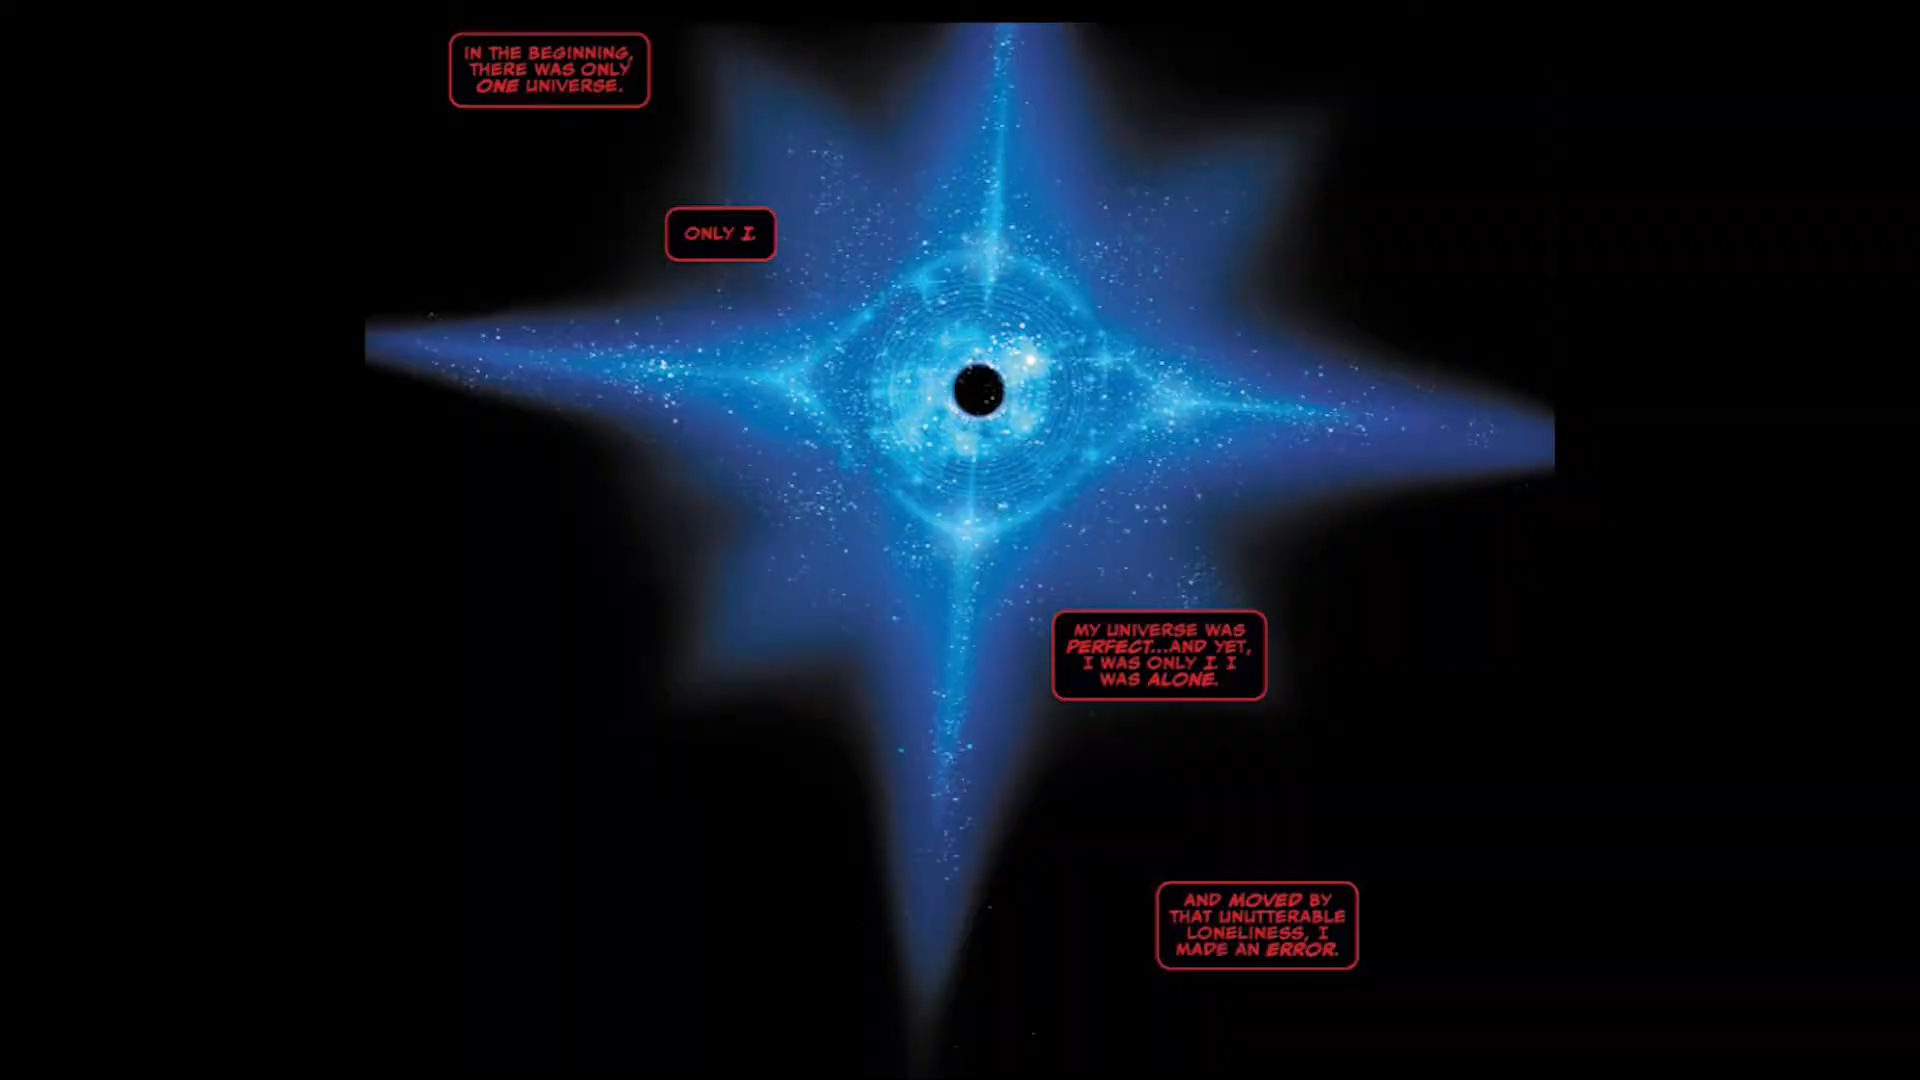 IN THE BEGINNING,
THERE WAS ONLY
ONE UNIVERSE.
ONLY I.
MY UNIVERSE WAS
PERFECT...AND YET,
I WAS ONLY I. I
WAS ALONE.
AND MOVED BY
THAT UNUTTERABLE
LONELINESS, I
MADE AN ERROR.